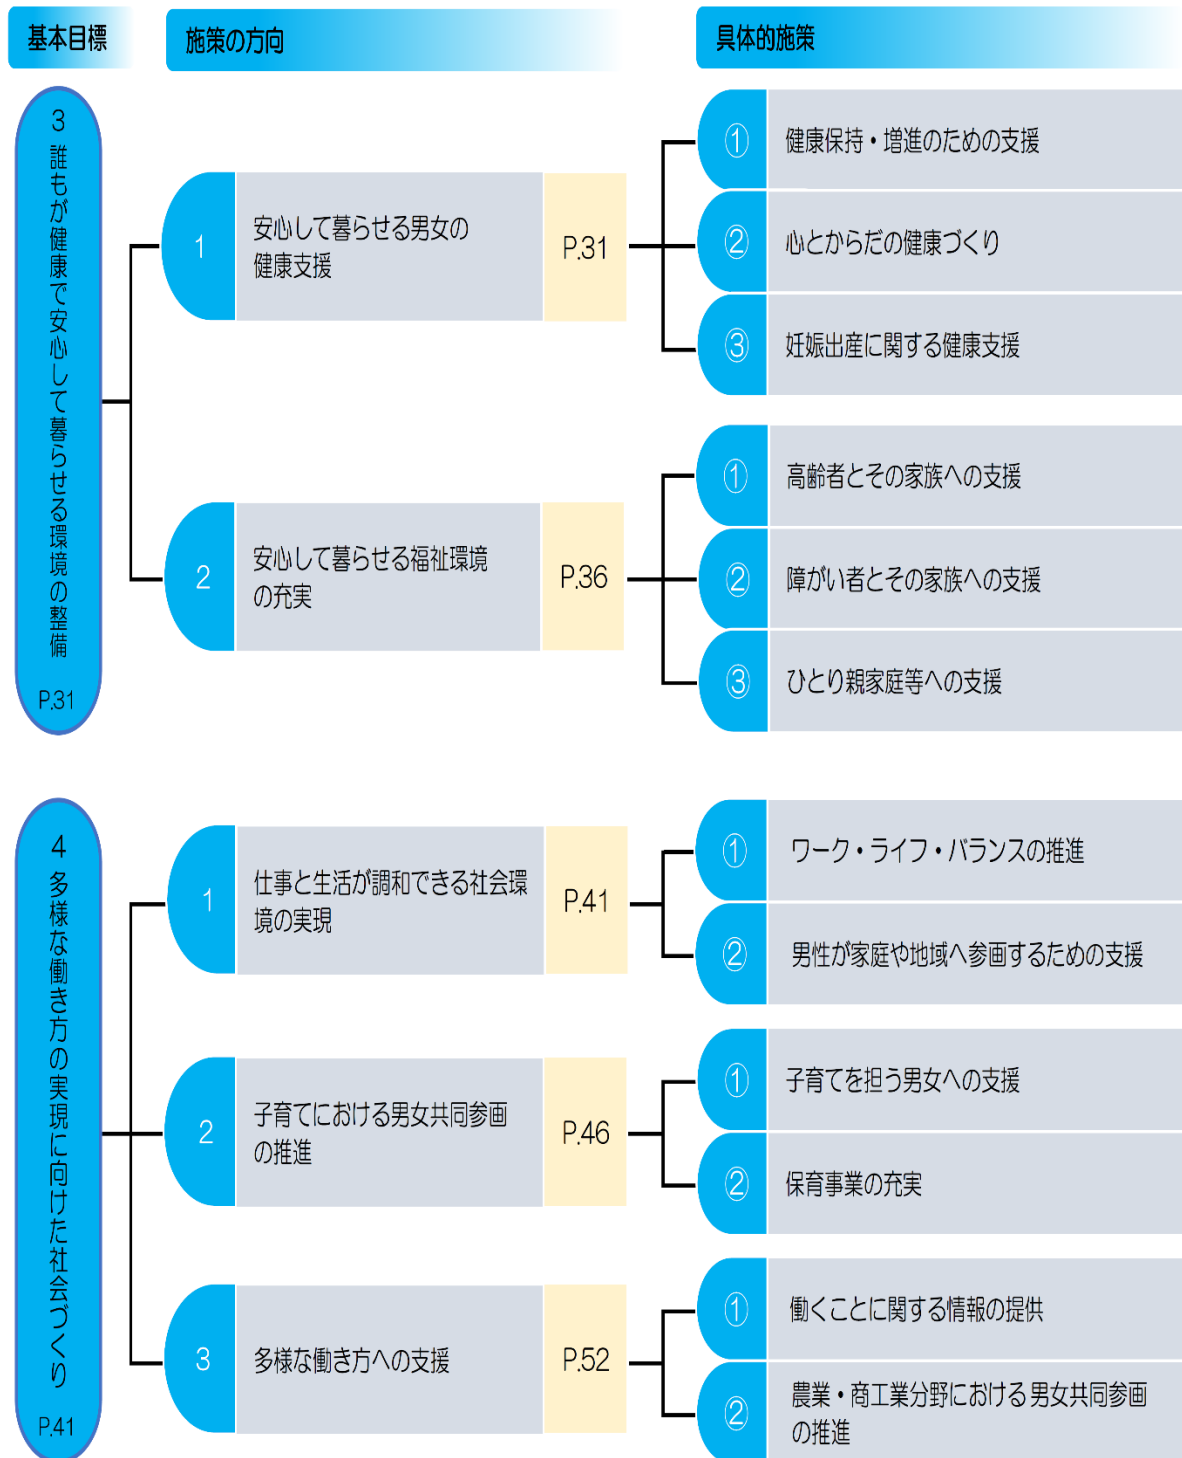 基本目標
施策の方向
具体的施策
3 誰もが健康で安心して暮らせる環境の整備
P.31
1
安心して暮らせる男女の
健康支援
P.31
① 健康保持・増進のための支援
② 心とからだの健康づくり
③ 妊娠出産に関する健康支援
2
安心して暮らせる福祉環境
の充実
P.36
① 高齢者とその家族への支援
② 障がい者とその家族への支援
③ ひとり親家庭等への支援
4 多様な働き方の実現に向けた社会づくり
P.41
1
仕事と生活が調和できる社会環
境の実現
P.41
① ワーク・ライフ・バランスの推進
② 男性が家庭や地域へ参画するための支援
2
子育てにおける男女共同参画
の推進
P.46
① 子育てを担う男女への支援
② 保育事業の充実
3
多様な働き方への支援
P.52
① 働くことに関する情報の提供
② 農業・商工業分野における男女共同参画
の推進